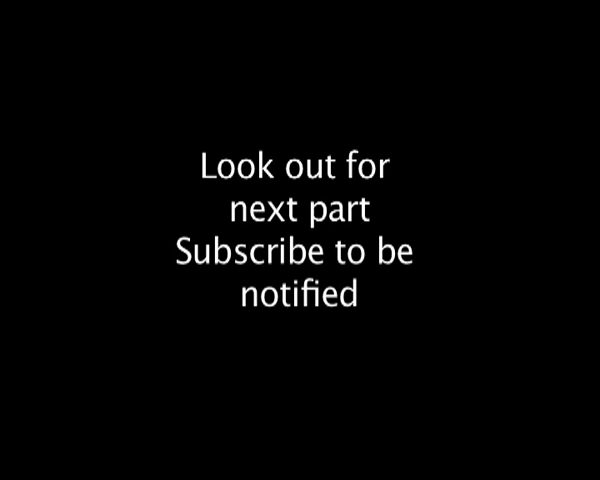 Look out for
next part
Subscribe to be
notified